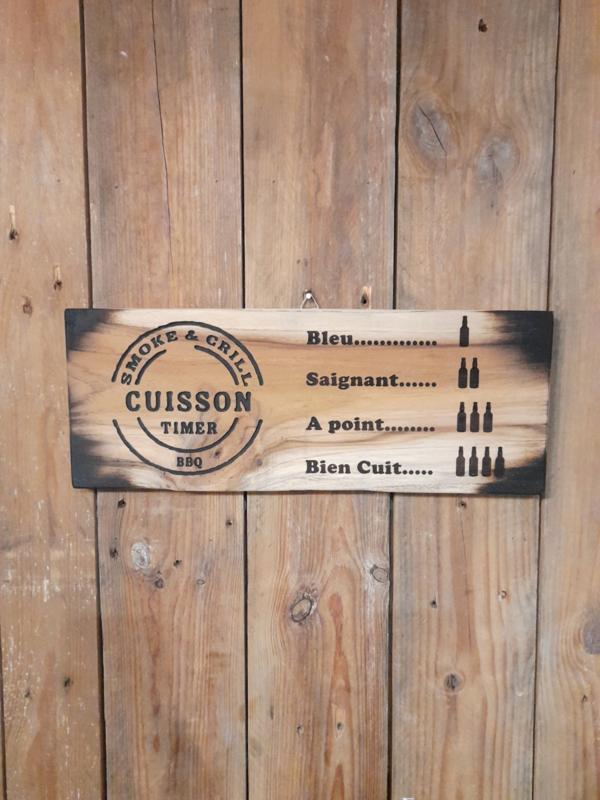 SMOKE & GRILL
CUISSON
TIMER
BBQ
Bleu.............
Saignant......
A point........
Bien Cuit.....